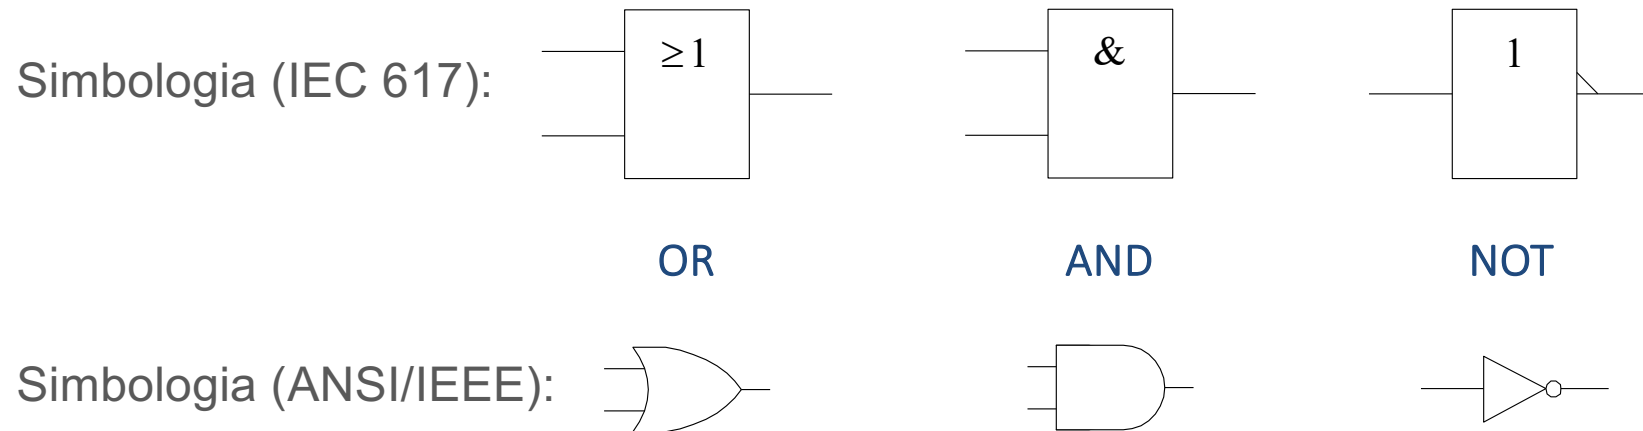 Simbologia (IEC 617): ≥1 & 1
OR AND NOT
Simbologia (ANSI/IEEE):